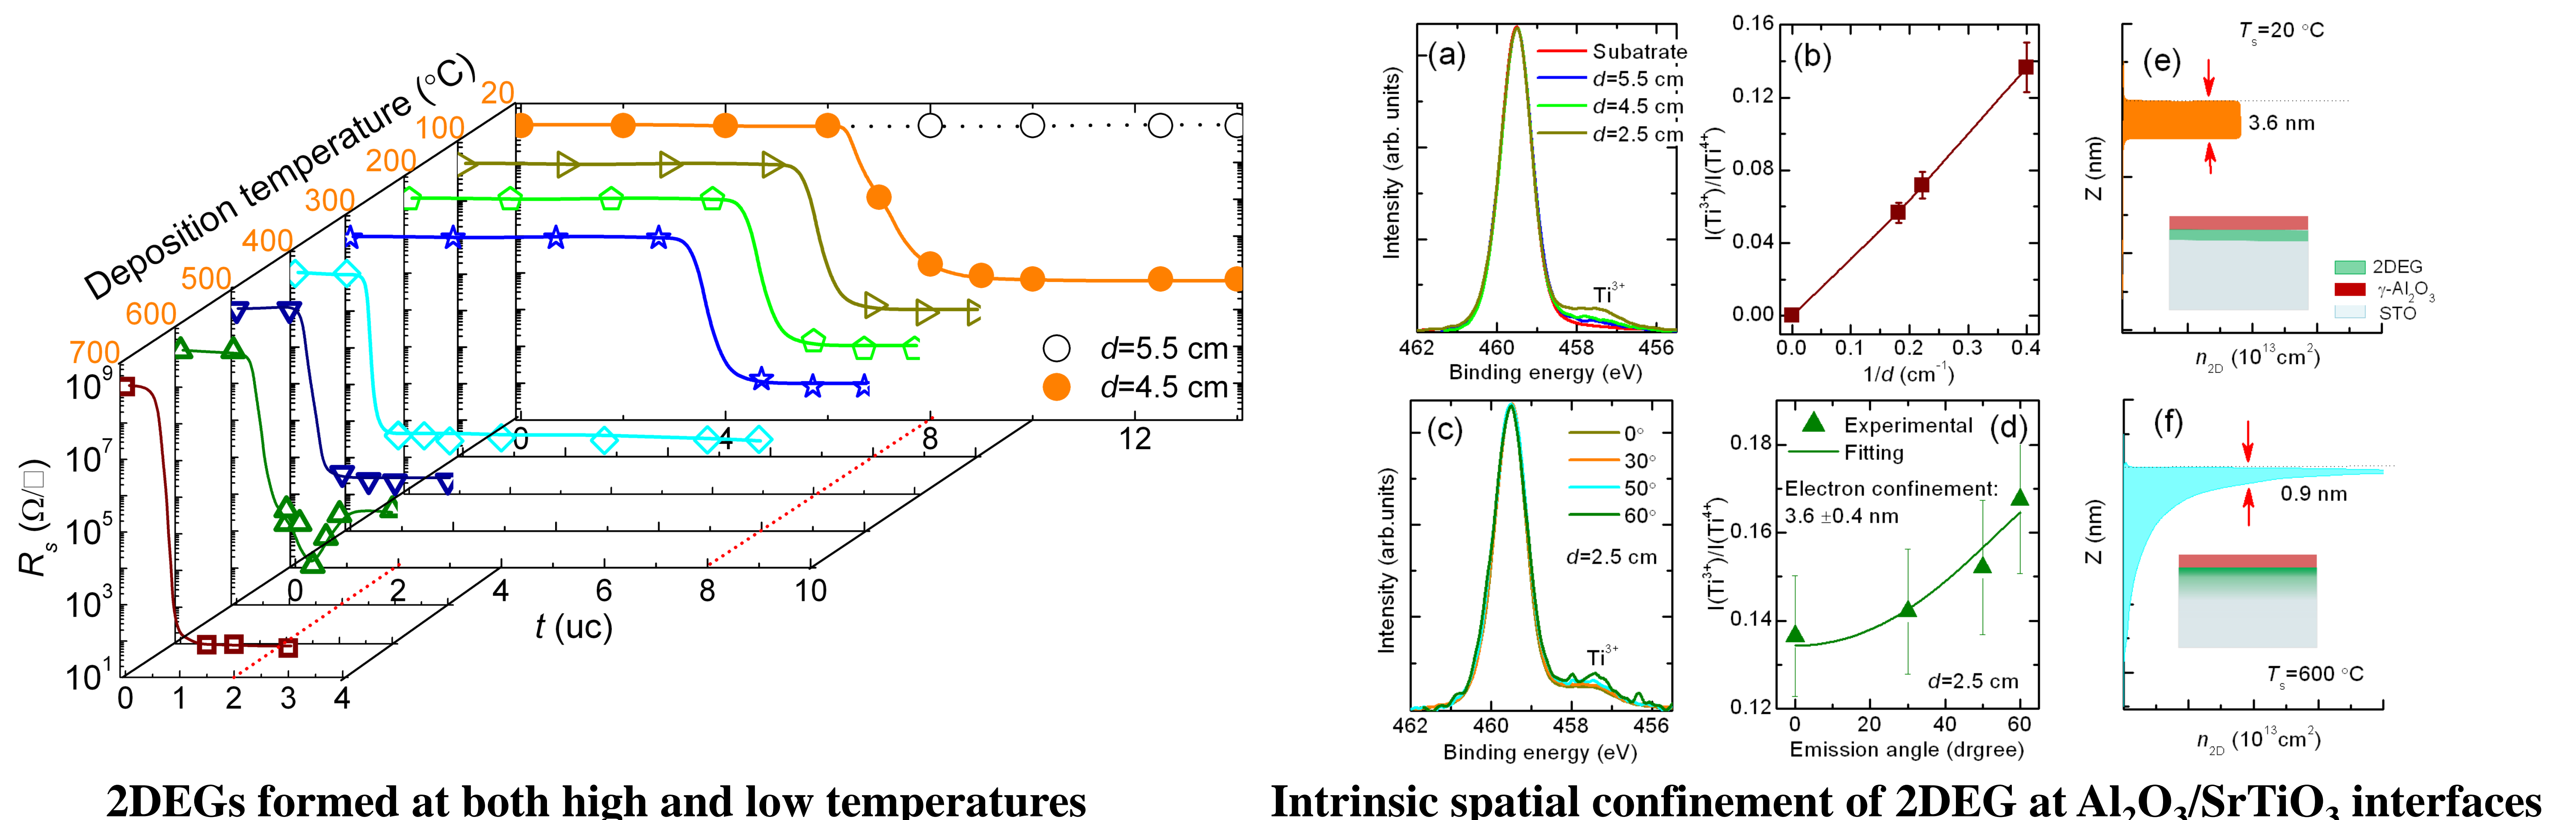 Deposition temperature (°C)
20
100
200
300
400
500
600
700
10⁹
10⁷
10⁵
10³
10¹
Rₛ (Ω/□)
d=5.5 cm
d=4.5 cm
0 4 8 12
0 2 4 6 8 10
t (uc)
0 1 2 3 4
2DEGs formed at both high and low temperatures
(a)
Subatrate
d=5.5 cm
d=4.5 cm
d=2.5 cm
Ti³⁺
Intensity (arb. units)
462 460 458 456
Binding energy (eV)
(b)
0.16
0.12
0.08
0.04
0.00
I(Ti³⁺)/I(Ti⁴⁺)
0.0 0.1 0.2 0.3 0.4
1/d (cm⁻¹)
(e)
Tₛ=20 °C
3.6 nm
Z (nm)
2DEG
γ-Al₂O₃
STO
n₂D (10¹³cm²)
(c)
0°
30°
50°
60°
d=2.5 cm
Ti³⁺
Intensity (arb.units)
462 460 458 456
Binding energy (eV)
(d)
Experimental
Fitting
Electron confinement:
3.6 ±0.4 nm
0.18
0.16
0.14
0.12
I(Ti³⁺)/I(Ti⁴⁺)
d=2.5 cm
0 20 40 60
Emission angle (drgree)
(f)
0.9 nm
Z (nm)
Tₛ=600 °C
n₂D (10¹³cm²)
Intrinsic spatial confinement of 2DEG at Al₂O₃/SrTiO₃ interfaces